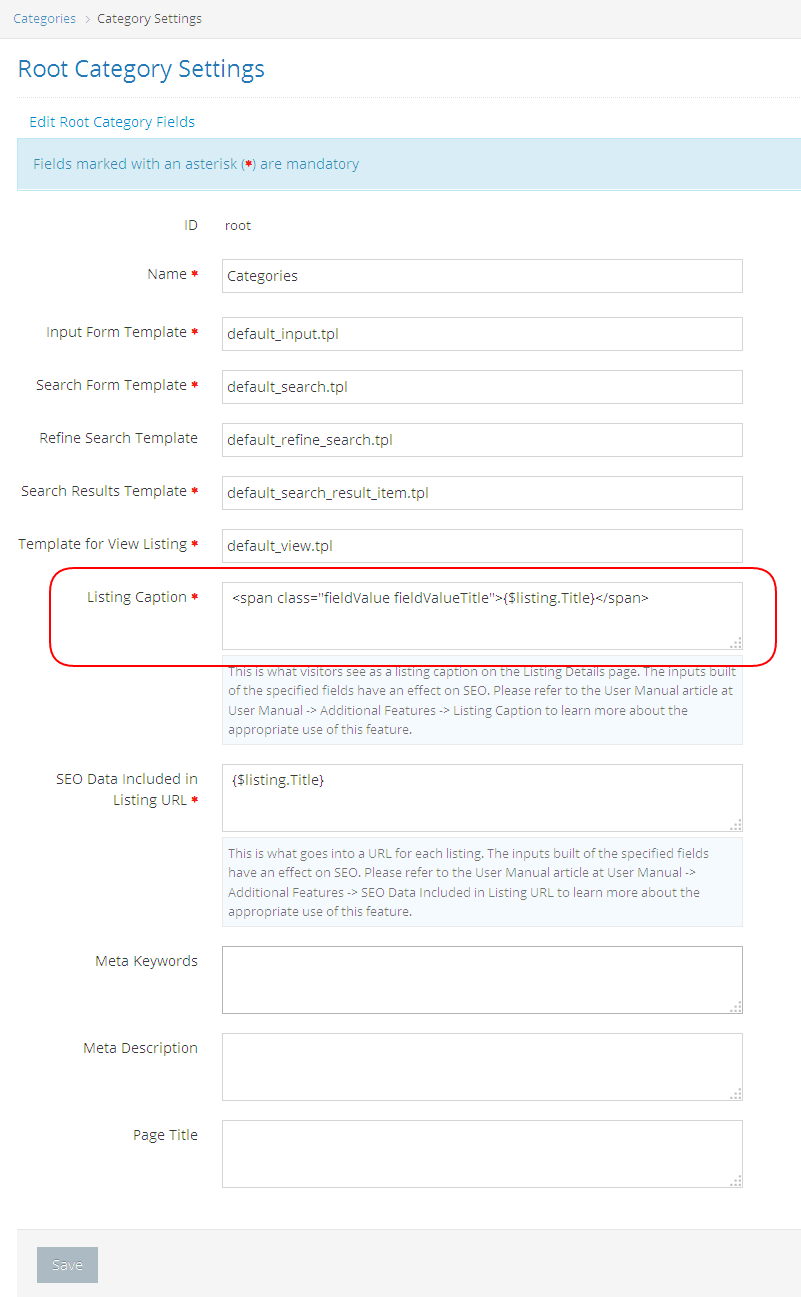 Categories > Category Settings
Root Category Settings
Edit Root Category Fields
Fields marked with an asterisk (*) are mandatory
ID root
Name * Categories
Input Form Template * default_input.tpl
Search Form Template * default_search.tpl
Refine Search Template default_refine_search.tpl
Search Results Template * default_search_result_item.tpl
Template for View Listing * default_view.tpl
Listing Caption * <span class="fieldValue fieldValueTitle">{$listing.Title}</span>
This is what visitors see as a listing caption on the Listing Details page. The inputs built
of the specified fields have an effect on SEO. Please refer to the User Manual article at
User Manual -> Additional Features -> Listing Caption to learn more about the
appropriate use of this feature.
SEO Data Included in
Listing URL * {$listing.Title}
This is what goes into a URL for each listing. The inputs built of the specified fields
have an effect on SEO. Please refer to the User Manual article at User Manual ->
Additional Features -> SEO Data Included in Listing URL to learn more about the
appropriate use of this feature.
Meta Keywords
Meta Description
Page Title
Save